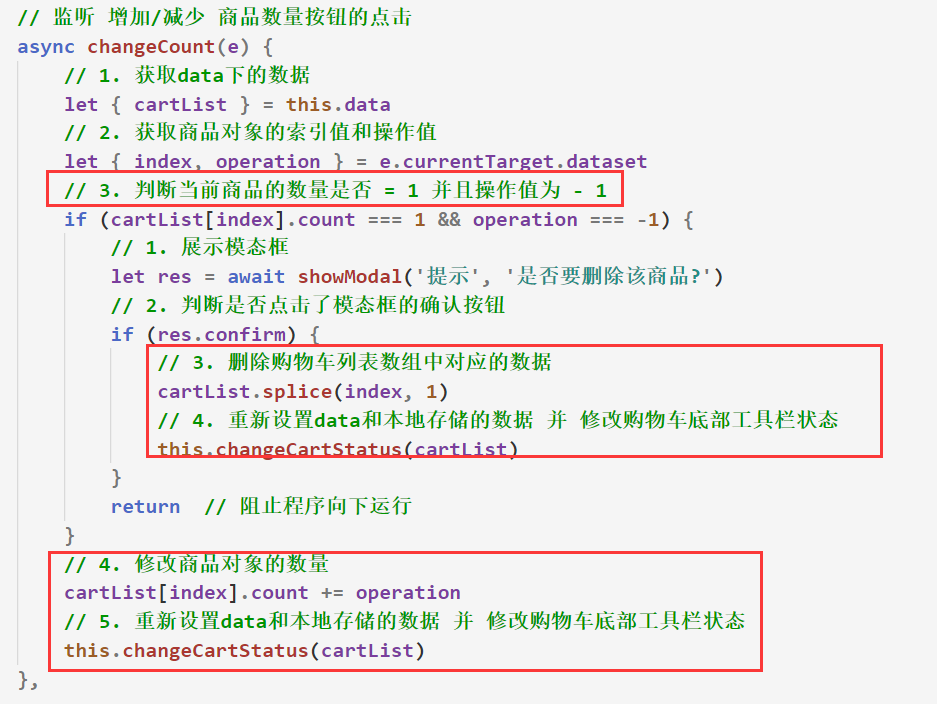 // 监听 增加/减少 商品数量按钮的点击
async changeCount(e) {
// 1. 获取data下的数据
let { cartList } = this.data
// 2. 获取商品对象的索引值和操作值
let { index, operation } = e.currentTarget.dataset
// 3. 判断当前商品的数量是否 = 1 并且操作值为 - 1
if (cartList[index].count === 1 && operation === -1) {
// 1. 展示模态框
let res = await showModal('提示', '是否要删除该商品?')
// 2. 判断是否点击了模态框的确认按钮
if (res.confirm) {
// 3. 删除购物车列表数组中对应的数据
cartList.splice(index, 1)
// 4. 重新设置data和本地存储的数据 并 修改购物车底部工具栏状态
this.changeCartStatus(cartList)
}
return // 阻止程序向下运行
}
// 4. 修改商品对象的数量
cartList[index].count += operation
// 5. 重新设置data和本地存储的数据 并 修改购物车底部工具栏状态
this.changeCartStatus(cartList)
},